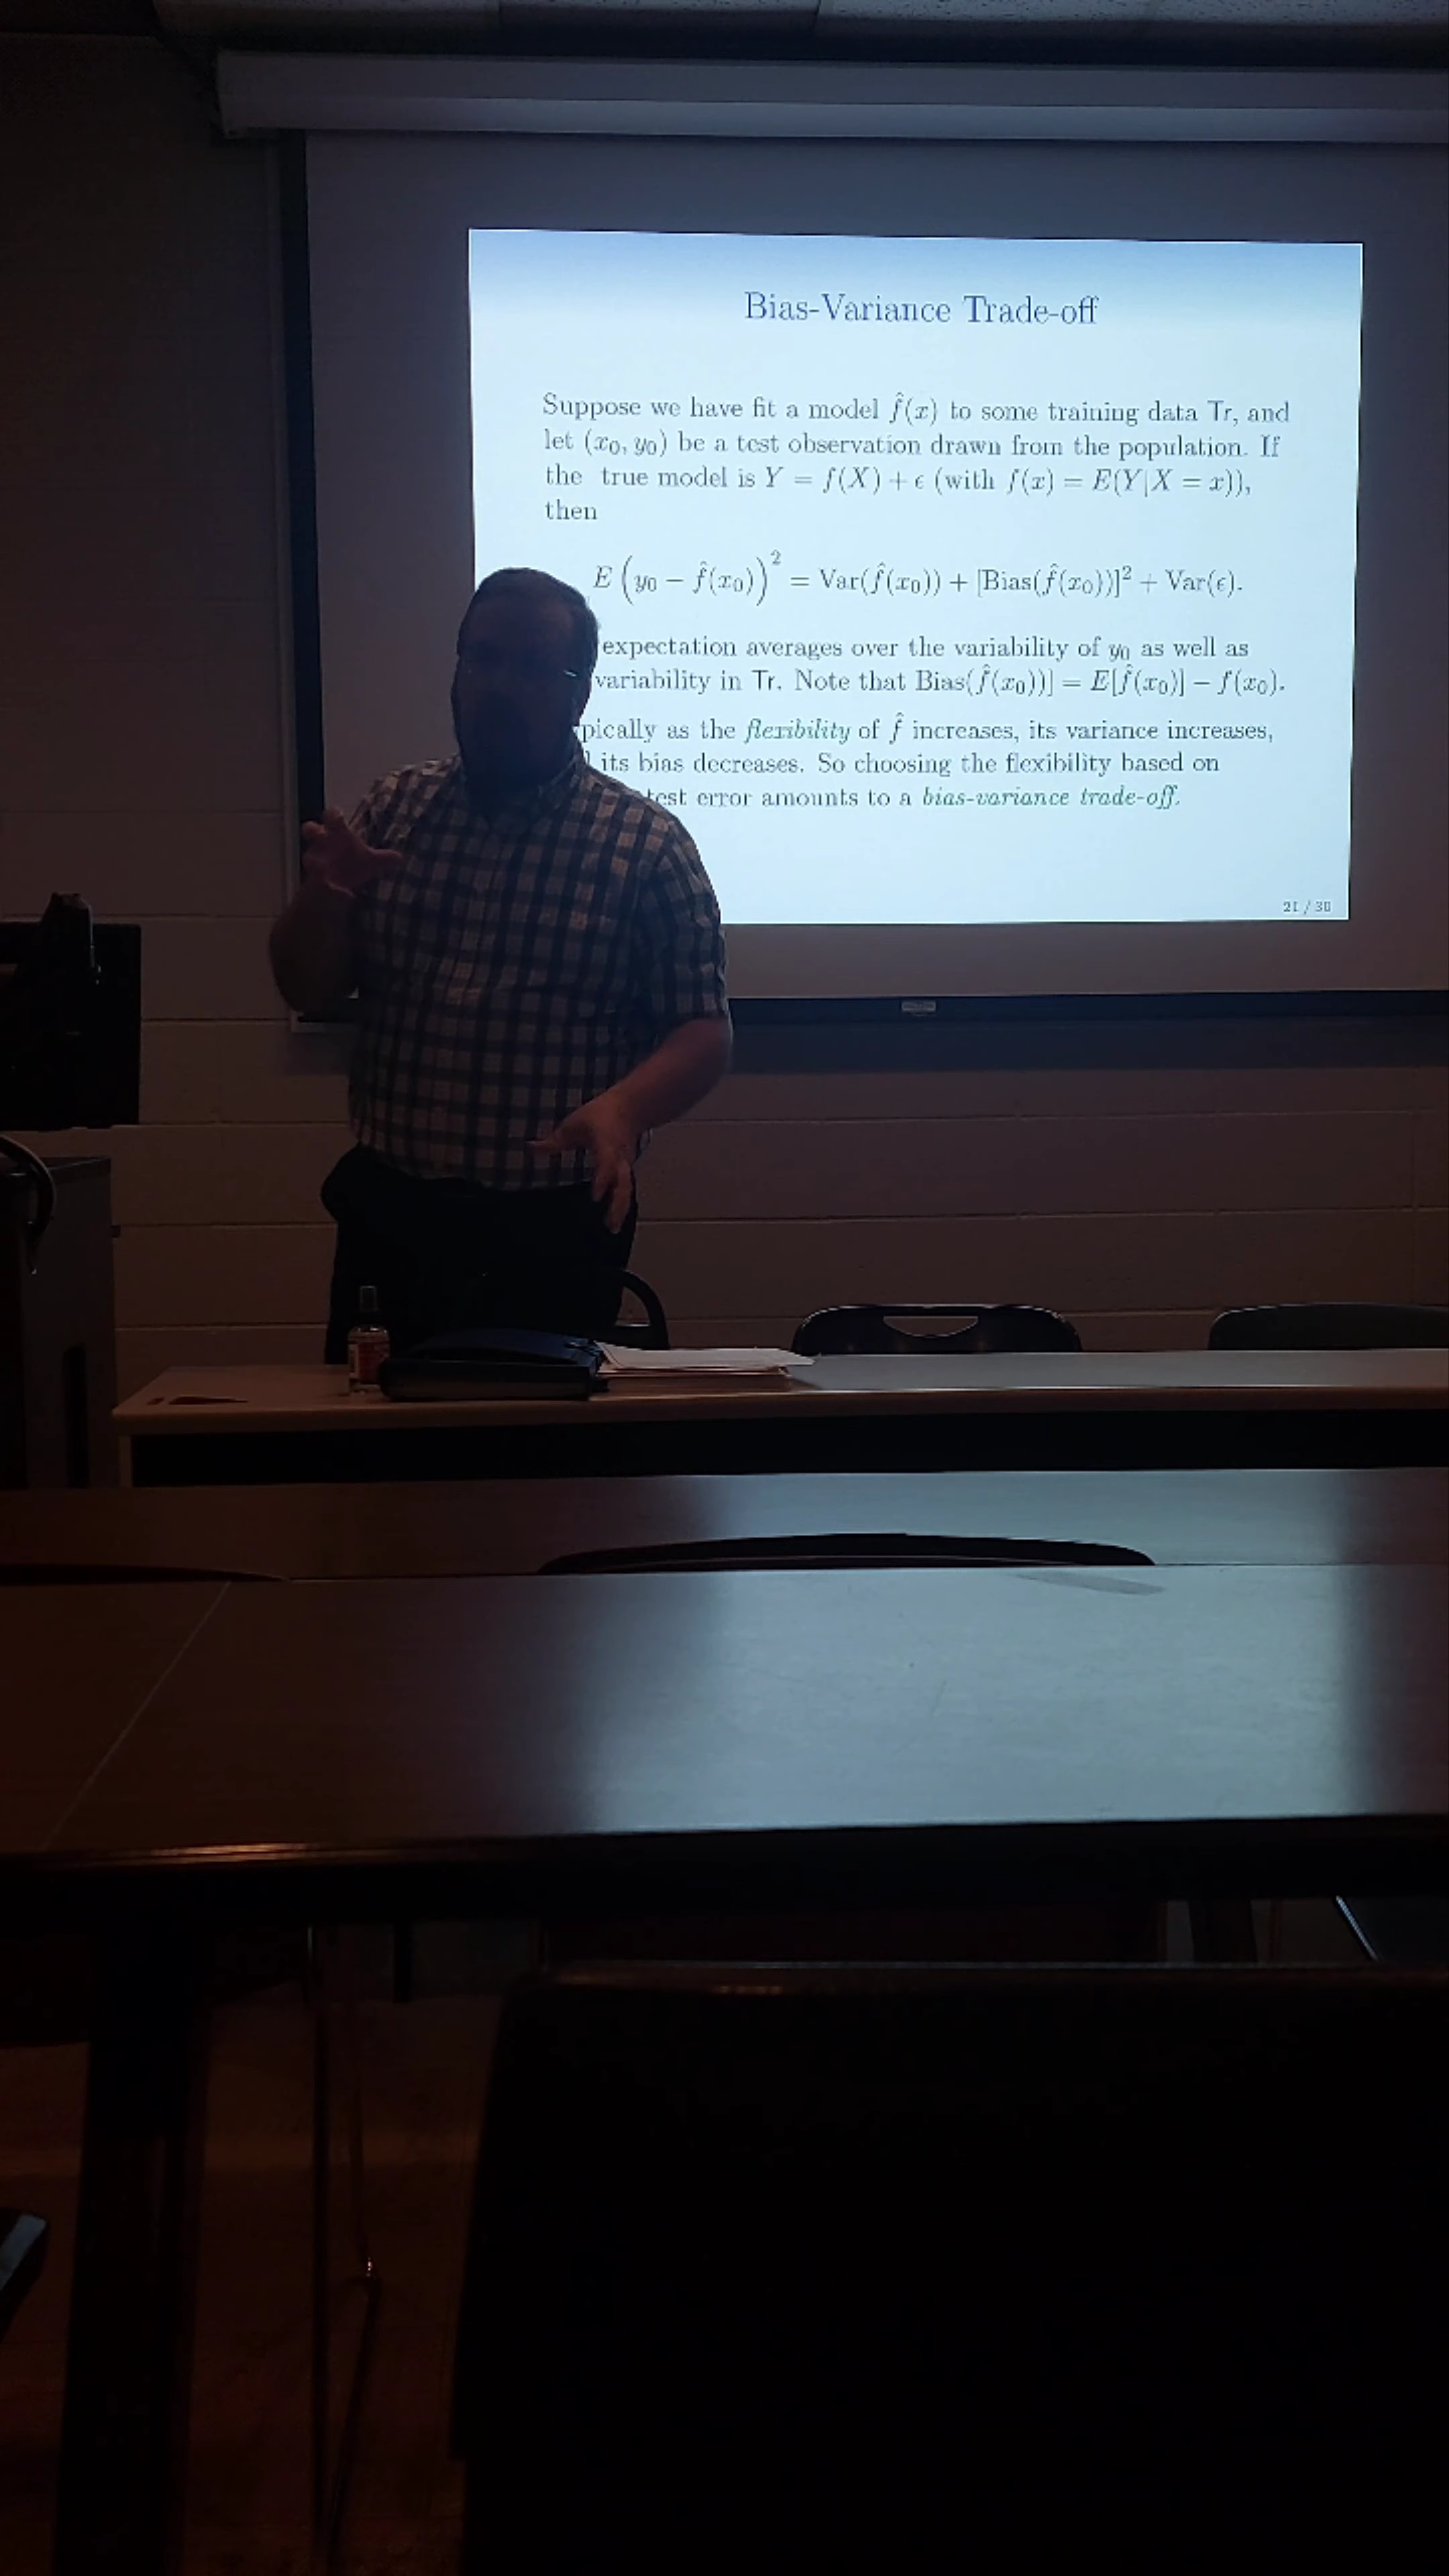 Bias-Variance Trade-off
Suppose we have fit a model f̂(x) to some training data Tr, and
let (x₀, y₀) be a test observation drawn from the population. If
the true model is Y = f(X) + ϵ (with f(x) = E(Y|X = x)),
then
E (y₀ − f̂(x₀))² = Var(f̂(x₀)) + [Bias(f̂(x₀))]² + Var(ϵ).
expectation averages over the variability of y₀ as well as
variability in Tr. Note that Bias(f̂(x₀))] = E[f̂(x₀)] − f(x₀).
pically as the flexibility of f̂ increases, its variance increases,
its bias decreases. So choosing the flexibility based on
test error amounts to a bias-variance trade-off.
21 / 30